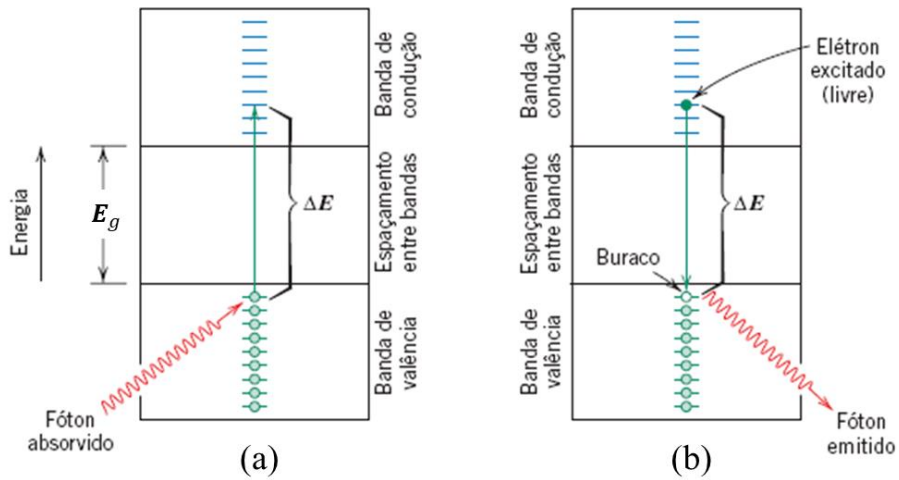 Energia
E_g
Banda de
condução
Espaçamento
entre bandas
Banda de
valência
ΔE
Fóton
absorvido
(a)
Banda de
condução
Espaçamento
entre bandas
Banda de
valência
Elétron
excitado
(livre)
ΔE
Buraco
Fóton
emitido
(b)